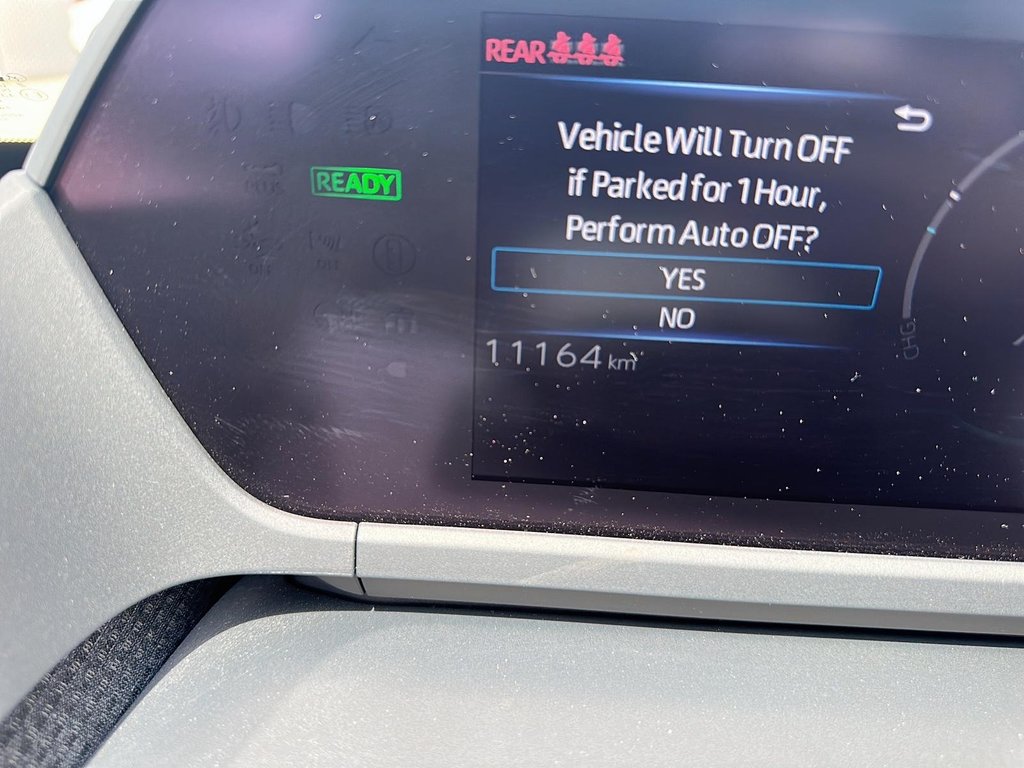 REAR
READY
Vehicle Will Turn OFF
if Parked for 1 Hour,
Perform Auto OFF?
YES
NO
11164 km
CHG